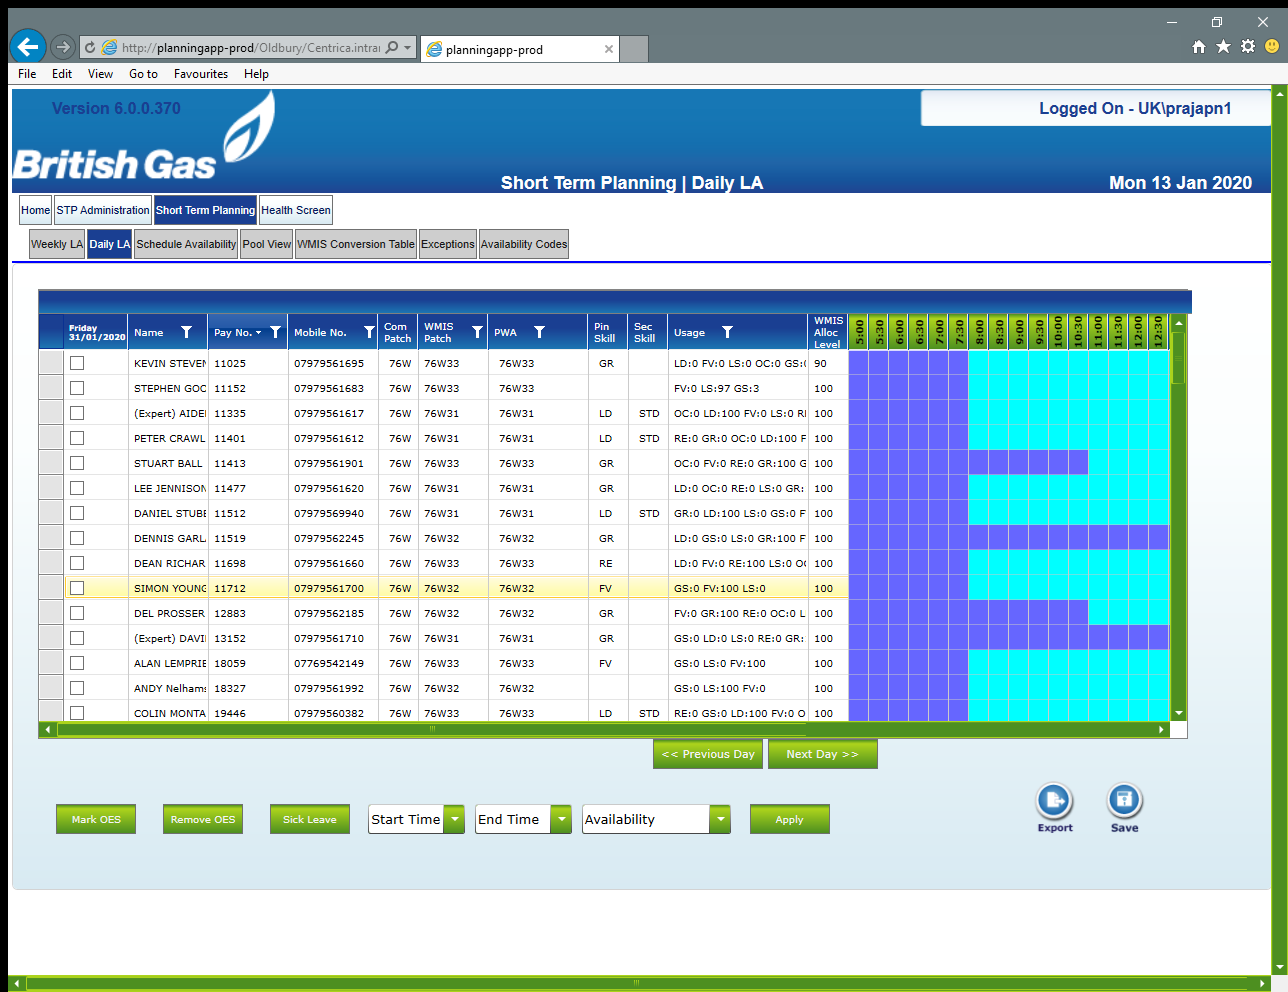 http://planningapp-prod/Oldbury/Centrica.intrar
planningapp-prod
File Edit View Go to Favourites Help
Version 6.0.0.370
Logged On - UK\prajapn1
British Gas
Short Term Planning | Daily LA
Mon 13 Jan 2020
Home STP Administration Short Term Planning Health Screen
Weekly LA Daily LA Schedule Availability Pool View WMIS Conversion Table Exceptions Availability Codes
Friday 31/01/2020 Name Pay No. Mobile No. Com Patch WMIS Patch PWA Pin Skill Sec Skill Usage WMIS Alloc Level 5:00 5:30 6:00 6:30 7:00 7:30 8:00 8:30 9:00 9:30 10:00 10:30 11:00 11:30 12:00 12:30
KEVIN STEVEN 11025 07979561695 76W 76W33 76W33 GR LD:0 FV:0 LS:0 OC:0 GS:( 90
STEPHEN GOC 11152 07979561683 76W 76W33 76W33 FV:0 LS:97 GS:3 100
(Expert) AIDEI 11335 07979561617 76W 76W31 76W31 LD STD OC:0 LD:100 FV:0 LS:0 RI 100
PETER CRAWL 11401 07979561612 76W 76W31 76W31 LD STD RE:0 GR:0 OC:0 LD:100 F 100
STUART BALL 11413 07979561901 76W 76W33 76W33 GR OC:0 FV:0 RE:0 GR:100 G 100
LEE JENNISON 11477 07979561620 76W 76W31 76W31 GR LD:0 OC:0 RE:0 LS:0 GR: 100
DANIEL STUBE 11512 07979569940 76W 76W31 76W31 LD STD GR:0 LD:100 LS:0 GS:0 F 100
DENNIS GARL 11519 07979562245 76W 76W32 76W32 GR LD:0 GS:0 LS:0 GR:100 F 100
DEAN RICHAR 11698 07979561660 76W 76W33 76W33 RE LD:0 FV:0 RE:100 LS:0 O 100
SIMON YOUNG 11712 07979561700 76W 76W32 76W32 FV GS:0 FV:100 LS:0 100
DEL PROSSER 12883 07979562185 76W 76W32 76W32 GR FV:0 GR:100 RE:0 OC:0 L 100
(Expert) DAVI 13152 07979561710 76W 76W31 76W31 GR GS:0 LD:0 LS:0 RE:0 GR: 100
ALAN LEMPRIE 18059 07769542149 76W 76W33 76W33 FV GS:0 LS:0 FV:100 100
ANDY Nelhams 18327 07979561992 76W 76W32 76W32 GS:0 LS:100 FV:0 100
COLIN MONTA 19446 07979560382 76W 76W33 76W33 LD STD RE:0 GS:0 LD:100 FV:0 O 100
<< Previous Day Next Day >>
Mark OES Remove OES Sick Leave Start Time End Time Availability Apply
Export Save